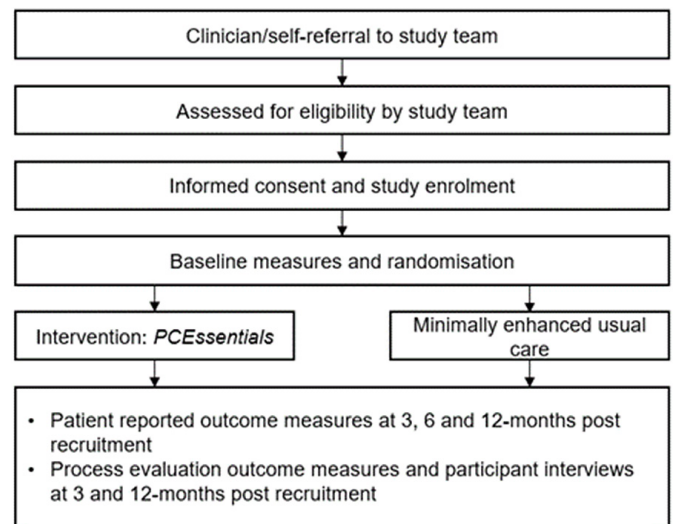 Clinician/self-referral to study team
Assessed for eligibility by study team
Informed consent and study enrolment
Baseline measures and randomisation
Intervention: PCEssentials
Minimally enhanced usual
care
• Patient reported outcome measures at 3, 6 and 12-months post
recruitment
• Process evaluation outcome measures and participant interviews
at 3 and 12-months post recruitment